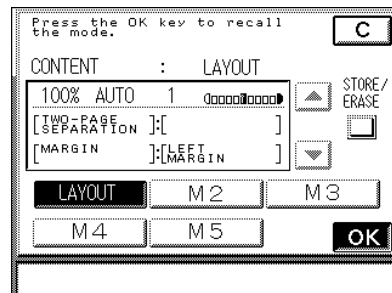 Press the OK key to recall
the mode.
C
CONTENT : LAYOUT
100% AUTO 1
STORE/
ERASE
[TWO-PAGE
SEPARATION ]:[ ]
[MARGIN ]:[LEFT
MARGIN ]
LAYOUT M2 M3
M4 M5 OK